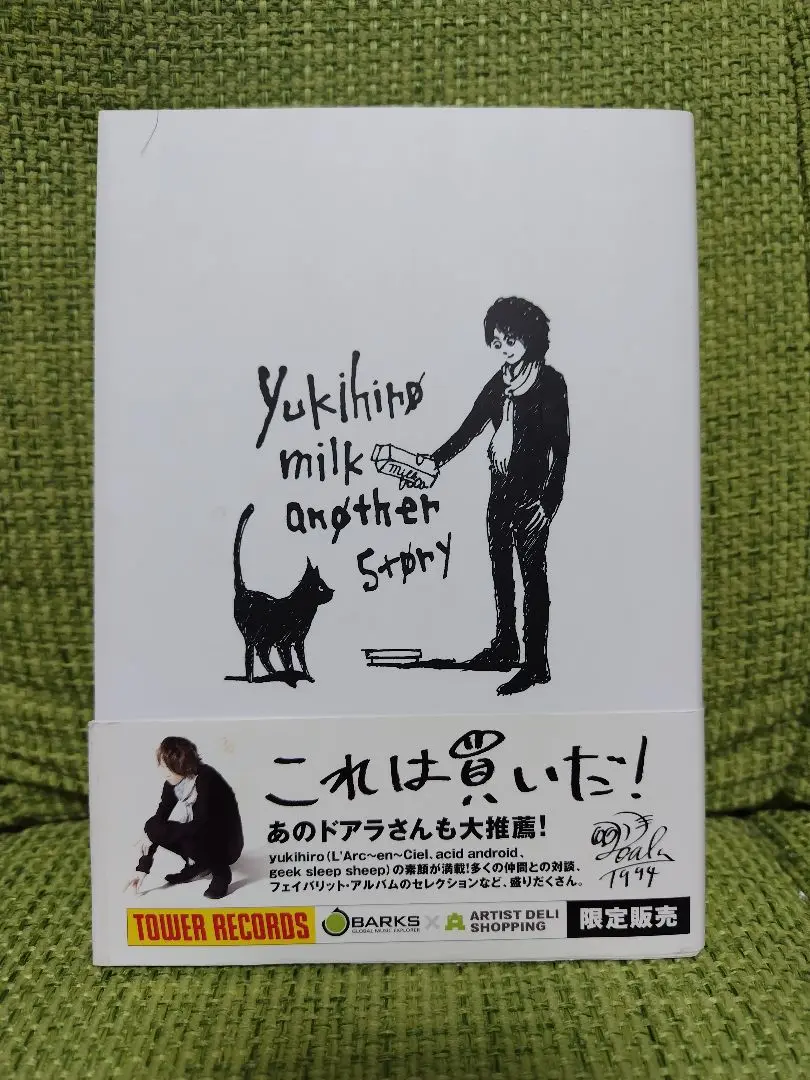 yukihirø
milk
milk
anøther
støry
これは買いだ!
あのドアラさんも大推薦!
yukihiro(L'Arc~en~Ciel、acid android、
geek sleep sheep)の素顔が満載!多くの仲間との対談、
フェイバリット・アルバムのセレクションなど、盛りだくさん。
1994
TOWER RECORDS
BARKS
GLOBAL MUSIC EXPLORER
×
ARTIST DELI
SHOPPING
限定販売